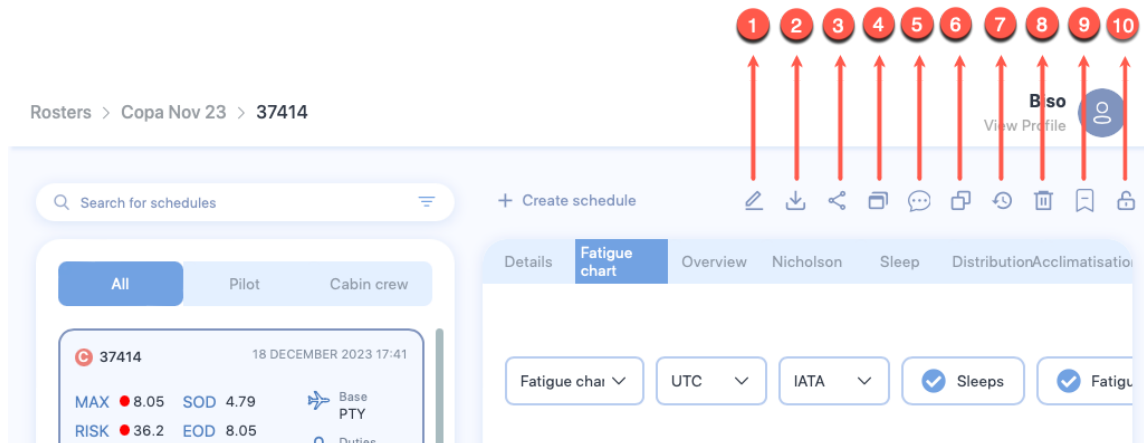 1 2 3 4 5 6 7 8 9 10
Rosters > Copa Nov 23 > 37414
Biso
View Profile
Search for schedules
+ Create schedule
Details Fatigue chart Overview Nicholson Sleep Distribution Acclimatisation
All Pilot Cabin crew
C 37414 18 DECEMBER 2023 17:41
MAX 8.05 SOD 4.79 Base
PTY
RISK 36.2 EOD 8.05 Duties
Fatigue chai UTC IATA Sleeps Fatigu